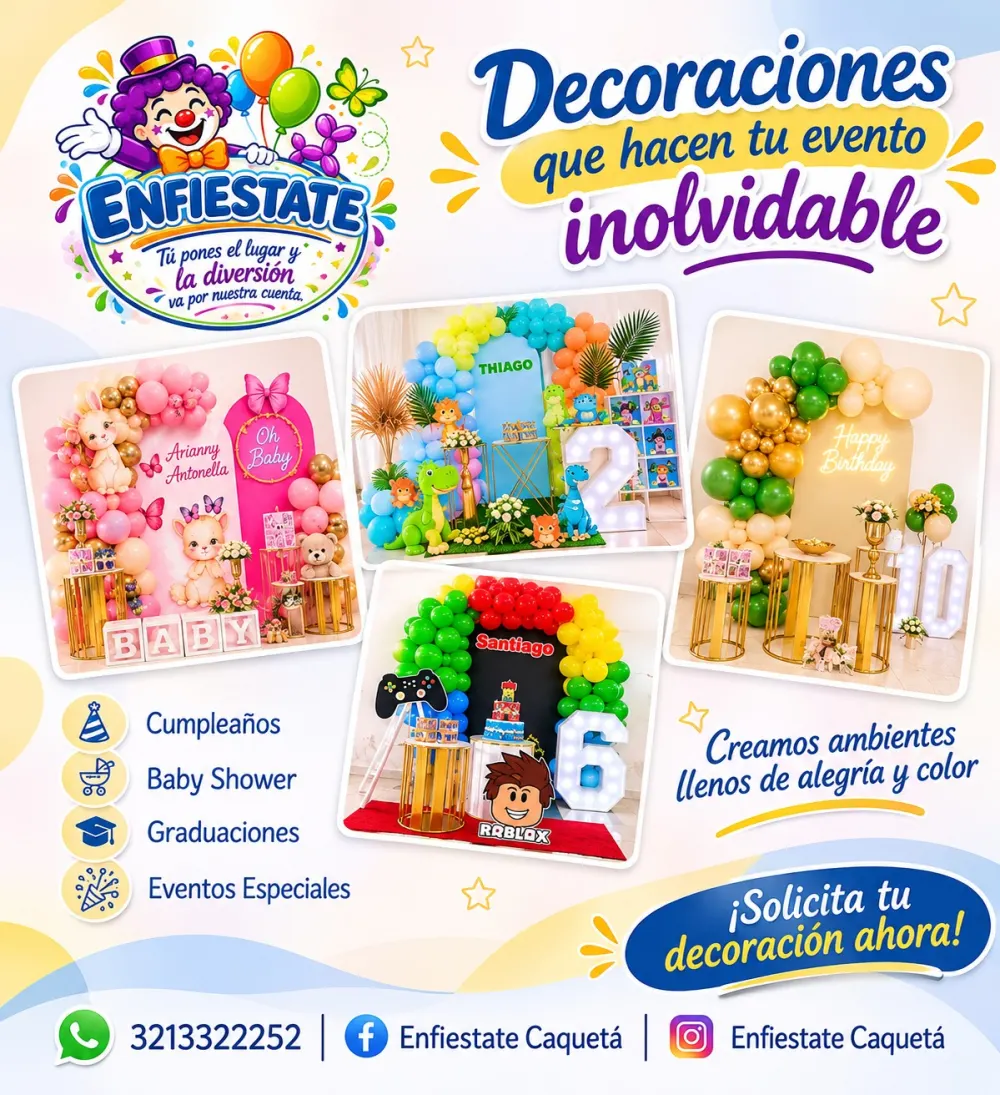 ENFIESTATE
Tú pones el lugar y
la diversión
va por nuestra cuenta.
Decoraciones
que hacen tu evento
inolvidable
Arianny
Antonella
Oh
Baby
BABY
THIAGO
2
Happy
Birthday
10
Santiago
6
ROBLOX
Cumpleaños
Baby Shower
Graduaciones
Eventos Especiales
Creamos ambientes
llenos de alegría y color
¡Solicita tu
decoración ahora!
3213322252
Enfiestate Caquetá
Enfiestate Caquetá